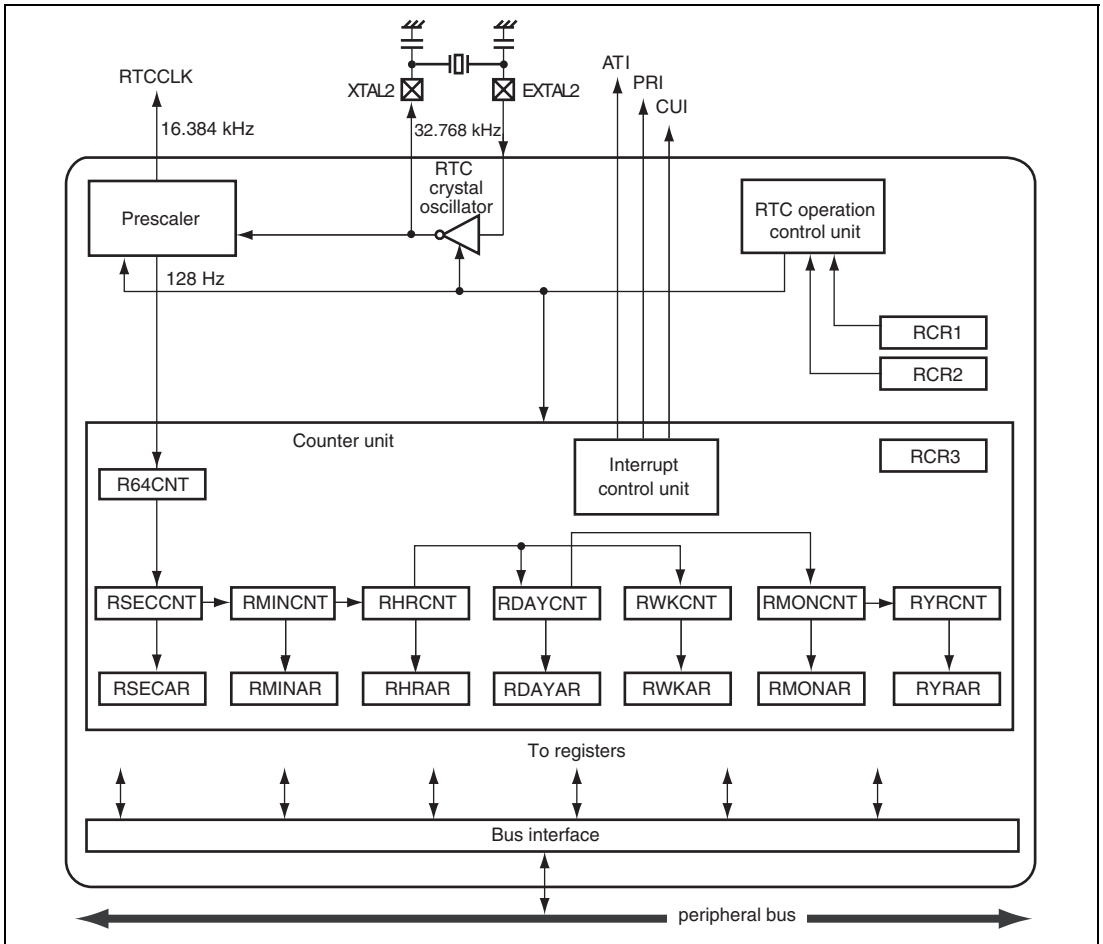 ATI
PRI
CUI
RTCCLK
XTAL2
EXTAL2
16.384 kHz
32.768 kHz
RTC
crystal
oscillator
Prescaler
RTC operation
control unit
128 Hz
RCR1
RCR2
Counter unit
RCR3
Interrupt
control unit
R64CNT
RSECCNT RMINCNT RHRCNT RDAYCNT RWKCNT RMONCNT RYRCNT
RSECAR RMINAR RHRAR RDAYAR RWKAR RMONAR RYRAR
To registers
Bus interface
peripheral bus